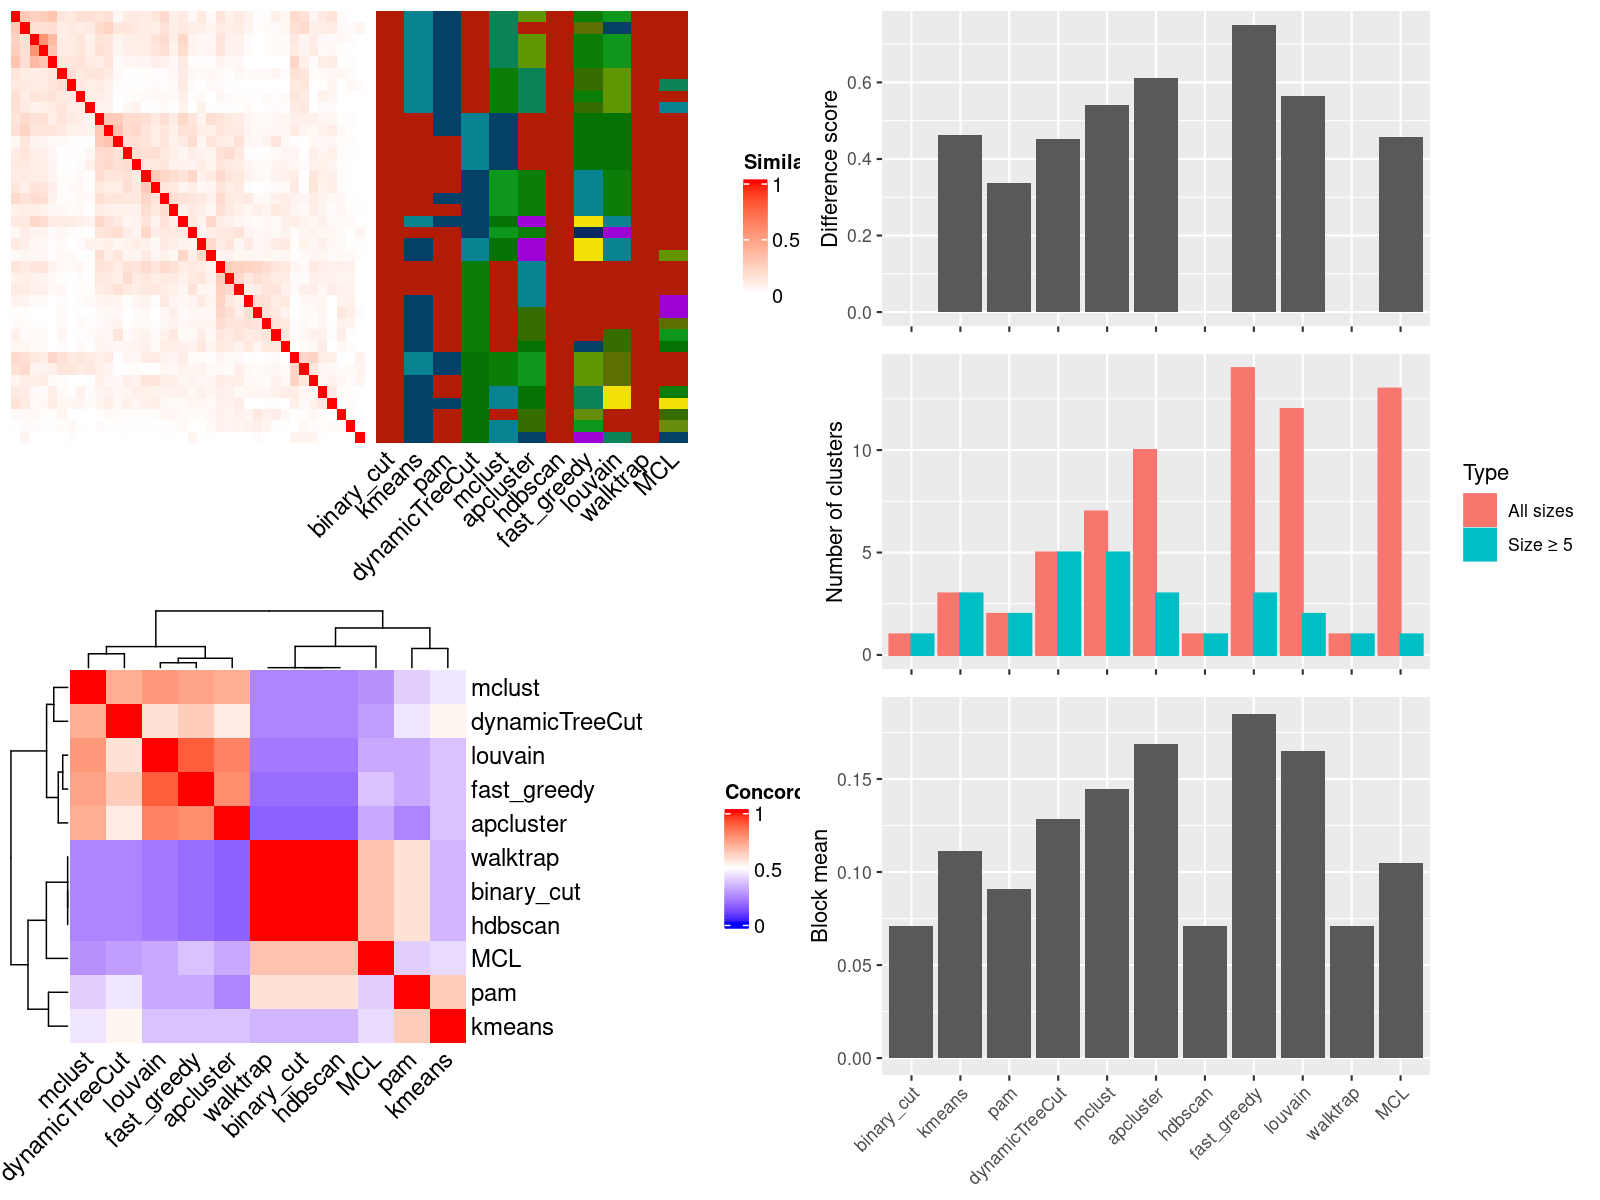 Simila
1
0.5
0
binary_cut
kmeans
pam
dynamicTreeCut
mclust
apcluster
hdbscan
fast_greedy
louvain
walktrap
MCL
Difference score
0.6
0.4
0.2
0.0
Number of clusters
10
5
0
Type
All sizes
Size ≥ 5
mclust
dynamicTreeCut
louvain
fast_greedy
apcluster
walktrap
binary_cut
hdbscan
MCL
pam
kmeans
mclust
dynamicTreeCut
louvain
fast_greedy
apcluster
walktrap
binary_cut
hdbscan
MCL
pam
kmeans
Concord
1
0.5
0
Block mean
0.15
0.10
0.05
0.00
binary_cut
kmeans
pam
dynamicTreeCut
mclust
apcluster
hdbscan
fast_greedy
louvain
walktrap
MCL